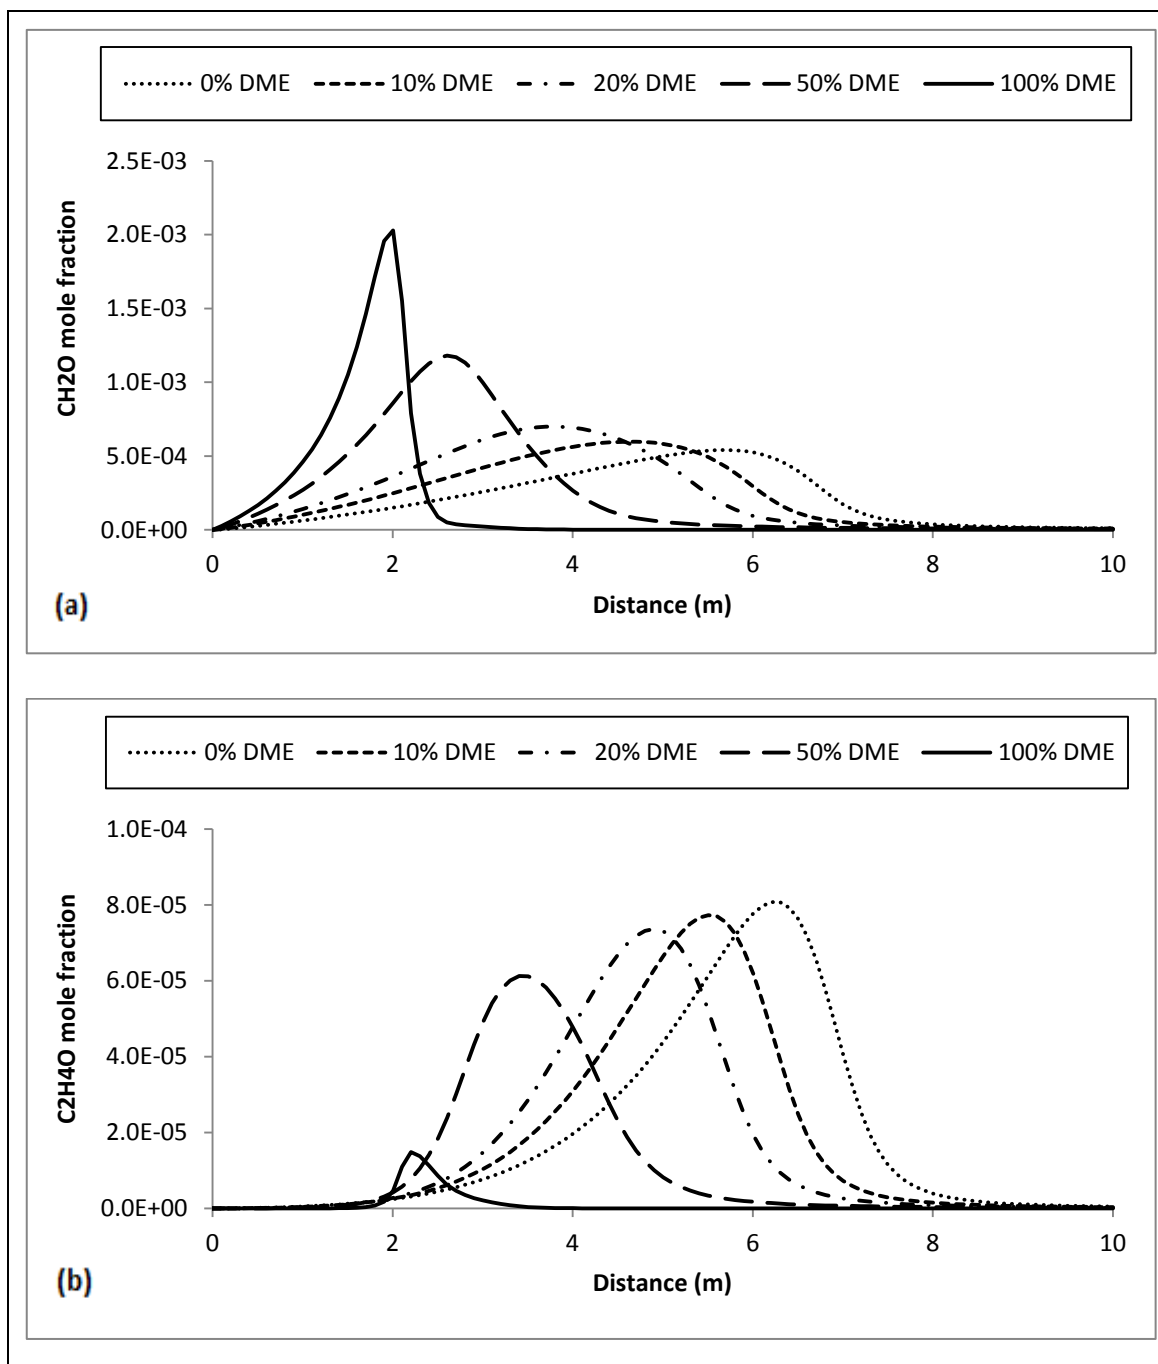 0% DME 10% DME 20% DME 50% DME 100% DME
2.5E-03
2.0E-03
1.5E-03
1.0E-03
5.0E-04
0.0E+00
CH2O mole fraction
0 2 4 6 8 10
Distance (m)
(a)
0% DME 10% DME 20% DME 50% DME 100% DME
1.0E-04
8.0E-05
6.0E-05
4.0E-05
2.0E-05
0.0E+00
C2H4O mole fraction
0 2 4 6 8 10
Distance (m)
(b)